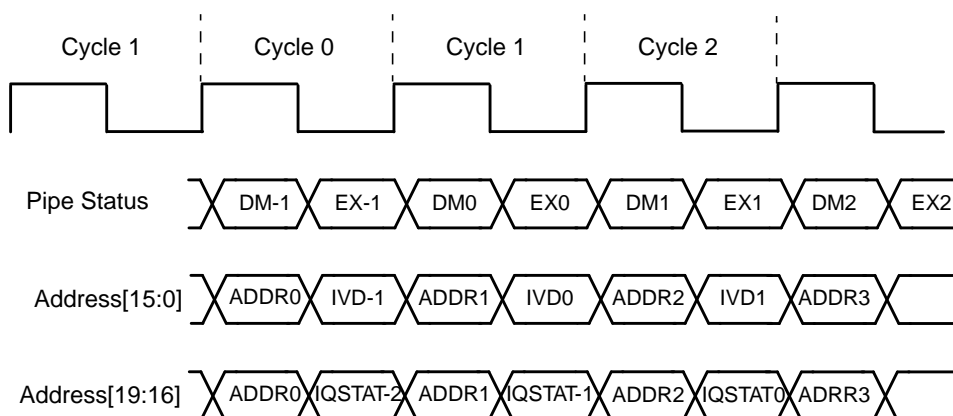 Cycle 1 Cycle 0 Cycle 1 Cycle 2
Pipe Status DM-1 EX-1 DM0 EX0 DM1 EX1 DM2 EX2
Address[15:0] ADDR0 IVD-1 ADDR1 IVD0 ADDR2 IVD1 ADDR3
Address[19:16] ADDR0 IQSTAT-2 ADDR1 IQSTAT-1 ADDR2 IQSTAT0 ADRR3